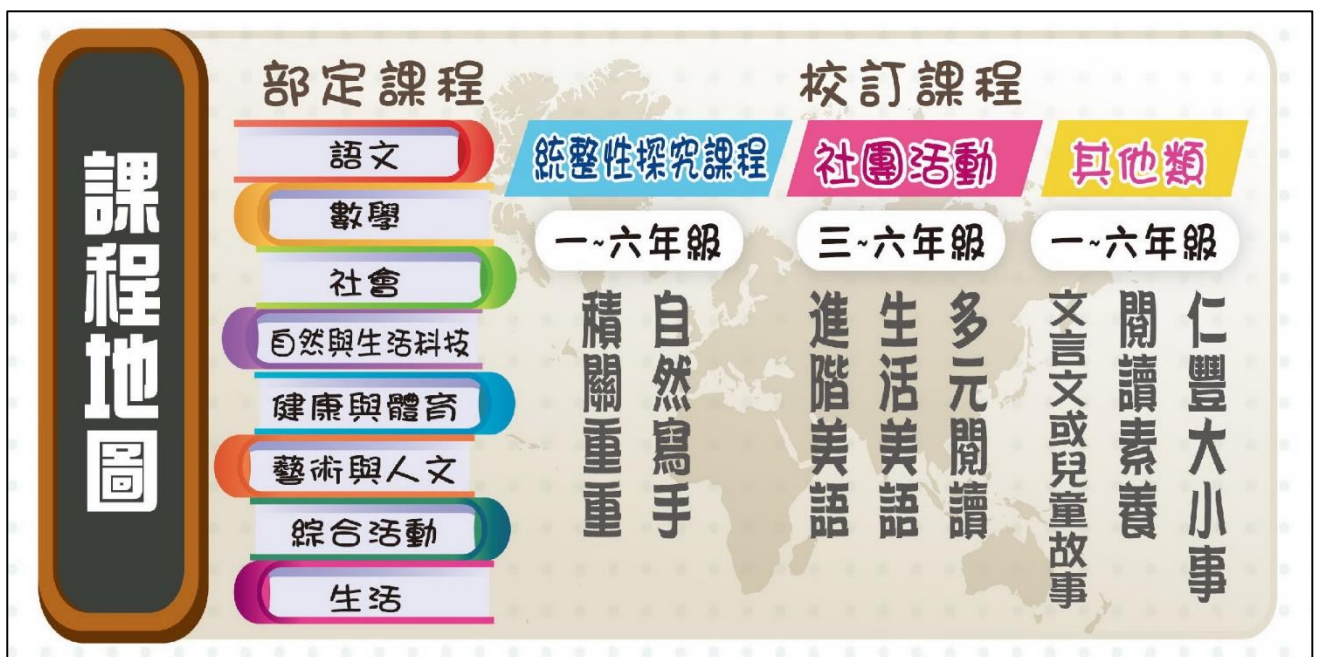 課程地圖
部定課程
語文
數學
社會
自然與生活科技
健康與體育
藝術與人文
綜合活動
生活
校訂課程
統整性探究課程
一~六年級
自然寫手
積關重重
社團活動
三~六年級
多元閱讀
生活美語
進階美語
其他類
一~六年級
仁豐大小事
閱讀素養
文言文或兒童故事